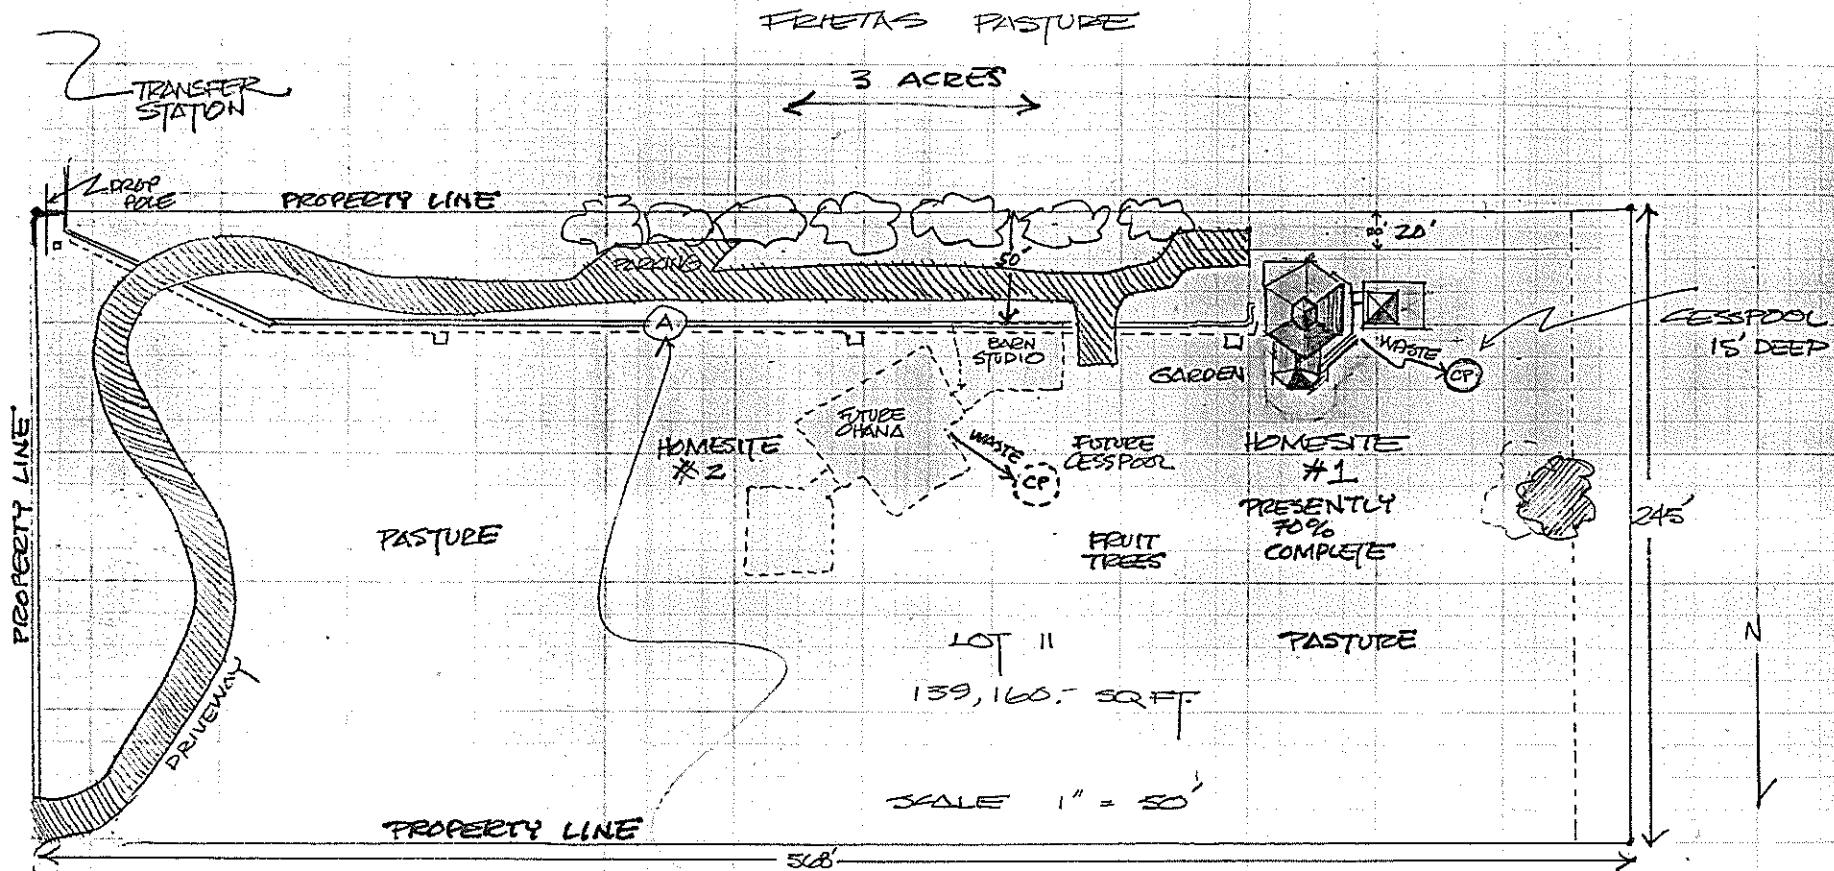 FRIETAS PASTURE
3 ACRES
TRANSFER
STATION
DROP
POLE
PROPERTY LINE
PARKING
50'
20'
A
BARN
STUDIO
GARDEN
WASTE
CP
CESSPOOL
15' DEEP
PROPERTY LINE
HOMESITE
#2
FUTURE
OHANA
WASTE
CP
FUTURE
CESSPOOL
HOMESITE
#1
PRESENTLY
70%
COMPLETE
245'
PASTURE
FRUIT
TREES
LOT 11
139,160.- SQ FT.
PASTURE
N
DRIVEWAY
SCALE 1" = 50'
PROPERTY LINE
568'